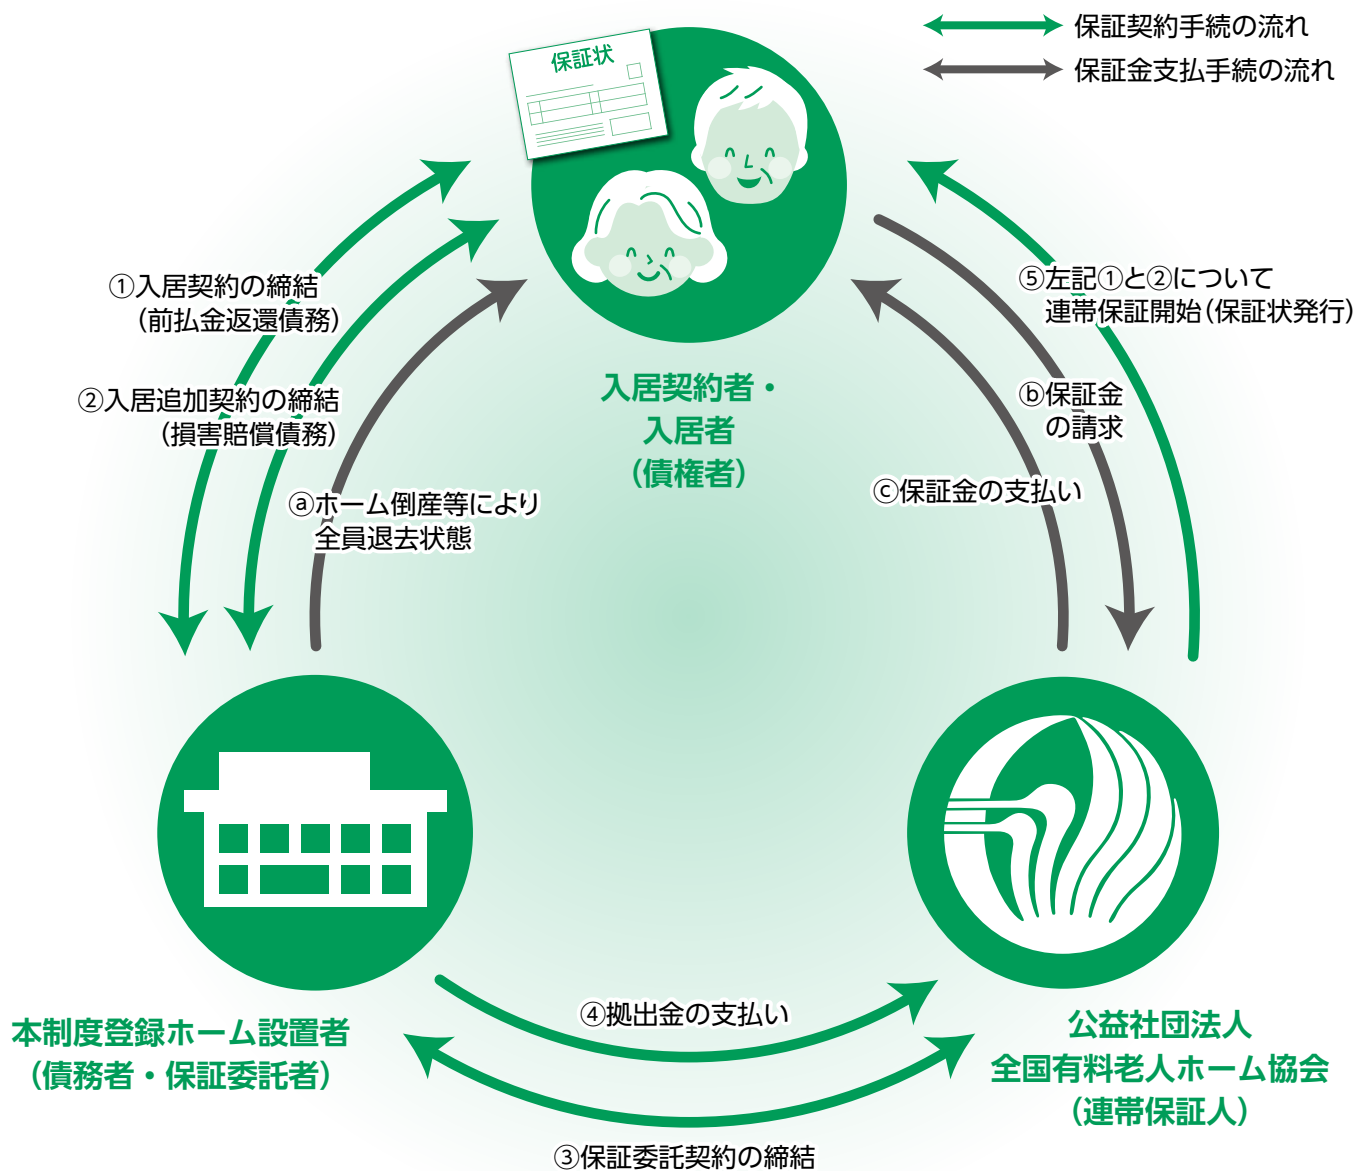 保証契約手続の流れ
保証金支払手続の流れ
保証状
①入居契約の締結
(前払金返還債務)
②入居追加契約の締結
(損害賠償債務)
ⓐホーム倒産等により
全員退去状態
入居契約者・
入居者
(債権者)
⑤左記①と②について
連帯保証開始(保証状発行)
ⓑ保証金
の請求
ⓒ保証金の支払い
本制度登録ホーム設置者
(債務者・保証委託者)
④拠出金の支払い
③保証委託契約の締結
公益社団法人
全国有料老人ホーム協会
(連帯保証人)